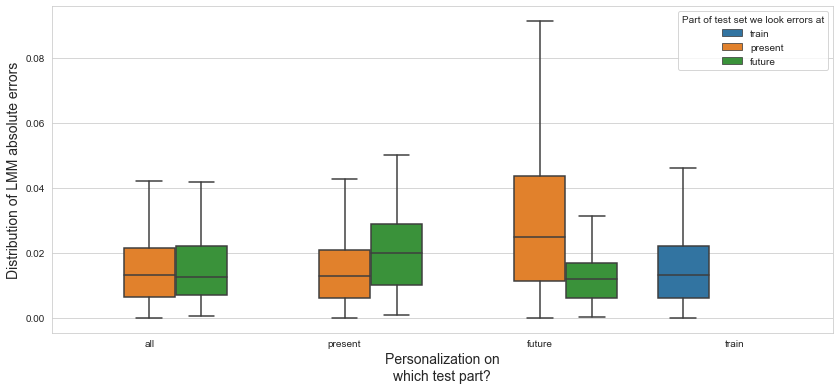 Part of test set we look errors at
train
present
future
Distribution of LMM absolute errors
0.08
0.06
0.04
0.02
0.00
all
present
future
train
Personalization on
which test part?